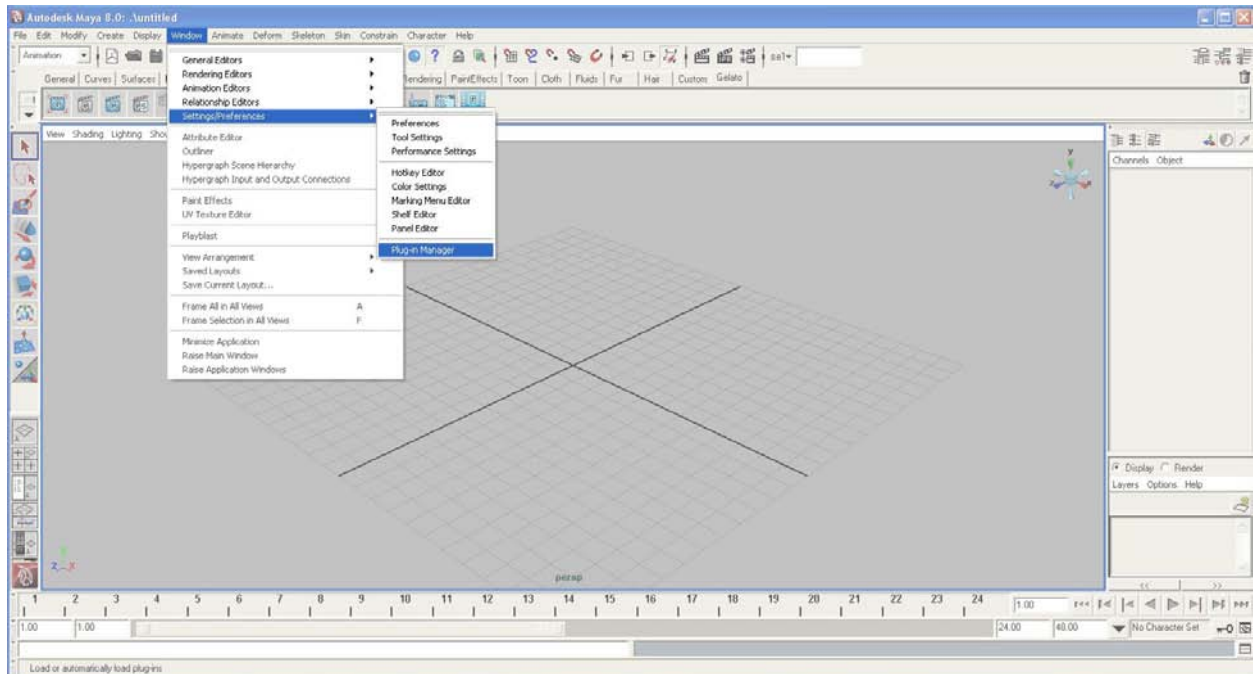 Autodesk Maya 8.0: .\untitled
File Edit Modify Create Display Window Animate Deform Skeleton Skin Constrain Character Help
Animation
sel*
General Curves Surfaces
Rendering PaintEffects Toon Cloth Fluids Fur Hair Custom Gelato
General Editors
Rendering Editors
Animation Editors
Relationship Editors
Settings/Preferences
Attribute Editor
Outliner
Hypergraph Scene Hierarchy
Hypergraph Input and Output Connections
Paint Effects
UV Texture Editor
Playblast
View Arrangement
Saved Layouts
Save Current Layout...
Frame All in All Views A
Frame Selection in All Views F
Minimize Application
Raise Main Window
Raise Application Windows
Preferences
Tool Settings
Performance Settings
Hotkey Editor
Color Settings
Marking Menu Editor
Shelf Editor
Panel Editor
Plug-in Manager
View Shading Lighting Show
y
z x
persp
Channels Object
Display Render
Layers Options Help
1 2 3 4 5 6 7 8 9 10 11 12 13 14 15 16 17 18 19 20 21 22 23 24
1.00
1.00 1.00
24.00 48.00 No Character Set
Load or automatically load plug-ins